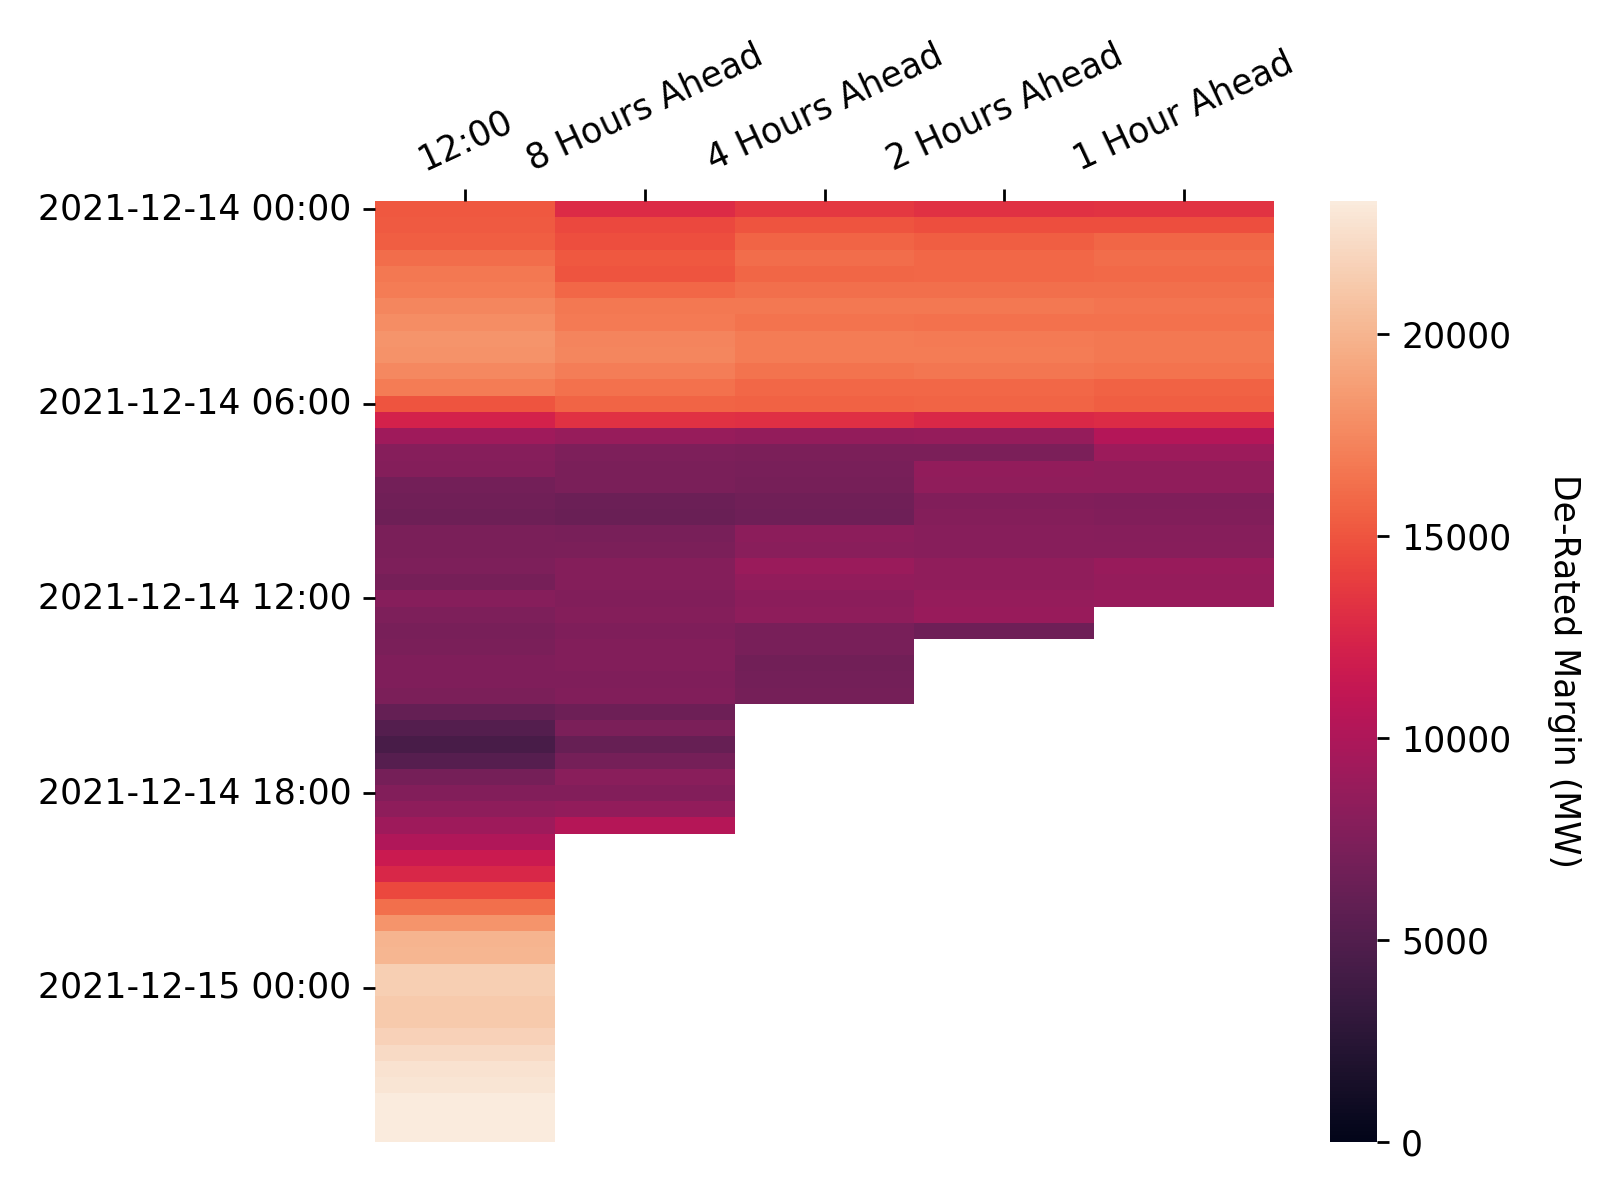 12:00
8 Hours Ahead
4 Hours Ahead
2 Hours Ahead
1 Hour Ahead
2021-12-14 00:00
2021-12-14 06:00
2021-12-14 12:00
2021-12-14 18:00
2021-12-15 00:00
20000
15000
10000
5000
0
De-Rated Margin (MW)